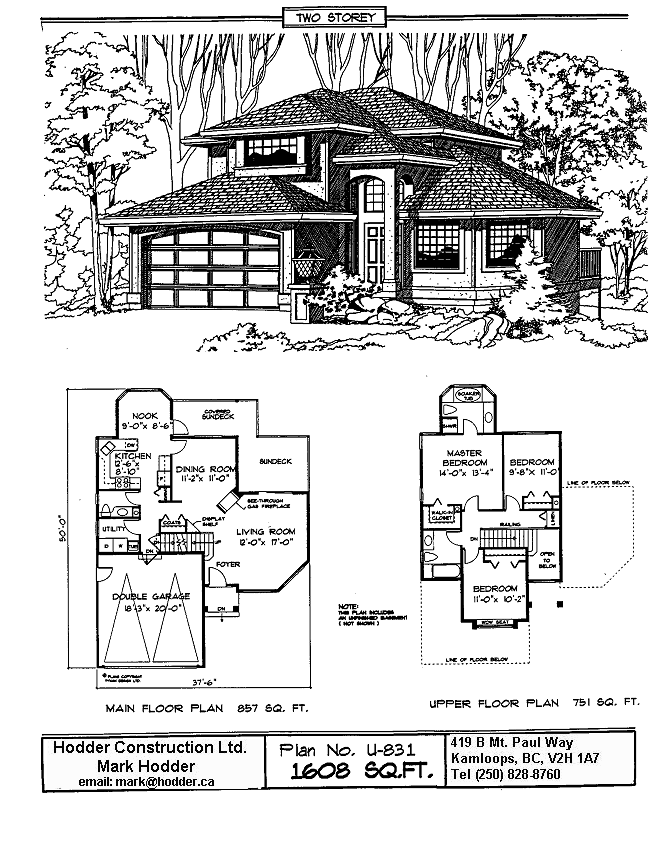 TWO STOREY
NOOK
9'-0" x 8'-6"
COVERED
SUNDECK
KITCHEN
12'-6" x
8'-10"
DW
DINING ROOM
11'-2" x 11'-0"
SUNDECK
SEE-THROUGH
GAS FIREPLACE
DISPLAY
SHELF
COATS
UTILITY
D W TUB
DN
LIVING ROOM
12'-0" x 17'-0"
FOYER
DN
DOUBLE GARAGE
18'-3" x 20'-0"
50'-0"
37'-6"
© PLANS COPYRIGHT
MAIN FLOOR PLAN 857 SQ. FT.
SOAKER
TUB
SHWR
MASTER
BEDROOM
14'-0" x 13'-4"
BEDROOM
9'-8" x 11'-0"
LINE OF FLOOR BELOW
WALK-IN
CLOSET
LINEN
RAILING
DN
OPEN
TO
BELOW
BEDROOM
11'-0" x 10'-2"
WDW SEAT
NOTE:
THIS PLAN INCLUDES
AN UNFINISHED BASEMENT
( NOT SHOWN )
LINE OF FLOOR BELOW
UPPER FLOOR PLAN 751 SQ. FT.
Hodder Construction Ltd.
Mark Hodder
email: mark@hodder.ca
Plan No. U-831
1608 SQ.FT.
419 B Mt. Paul Way
Kamloops, BC, V2H 1A7
Tel (250) 828-8760